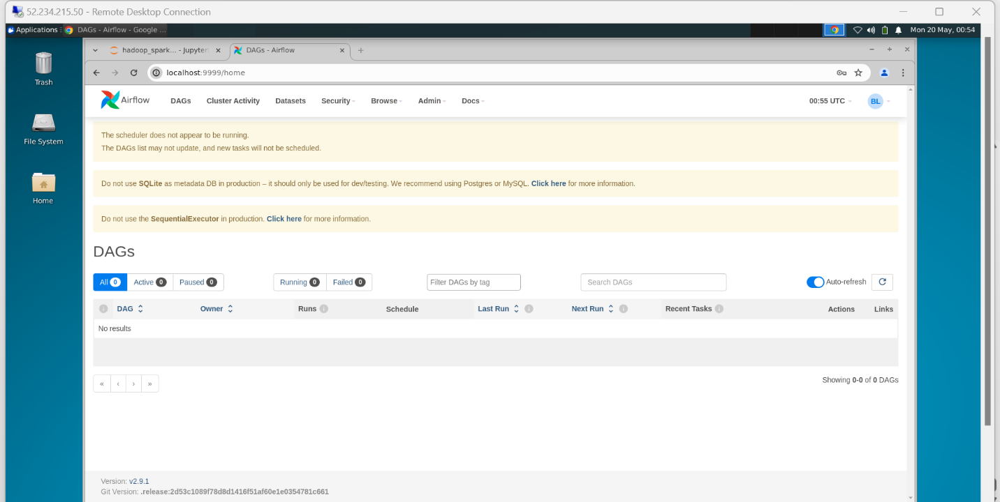 52.234.215.50 - Remote Desktop Connection
Applications DAGs - Airflow - Google ... Mon 20 May, 00:54
hadoop_spark... - Jupyter DAGs - Airflow
localhost:9999/home
Trash
File System
Home
Airflow DAGs Cluster Activity Datasets Security Browse Admin Docs 00:55 UTC BL
The scheduler does not appear to be running.
The DAGs list may not update, and new tasks will not be scheduled.
Do not use SQLite as metadata DB in production – it should only be used for dev/testing. We recommend using Postgres or MySQL. Click here for more information.
Do not use the SequentialExecutor in production. Click here for more information.
DAGs
All 0 Active 0 Paused 0 Running 0 Failed 0 Filter DAGs by tag Search DAGs Auto-refresh
DAG Owner Runs Schedule Last Run Next Run Recent Tasks Actions Links
No results
« ‹ › » Showing 0-0 of 0 DAGs
Version: v2.9.1
Git Version: .release:2d53c1089f78d8d1416f51af60e1e0354781c661